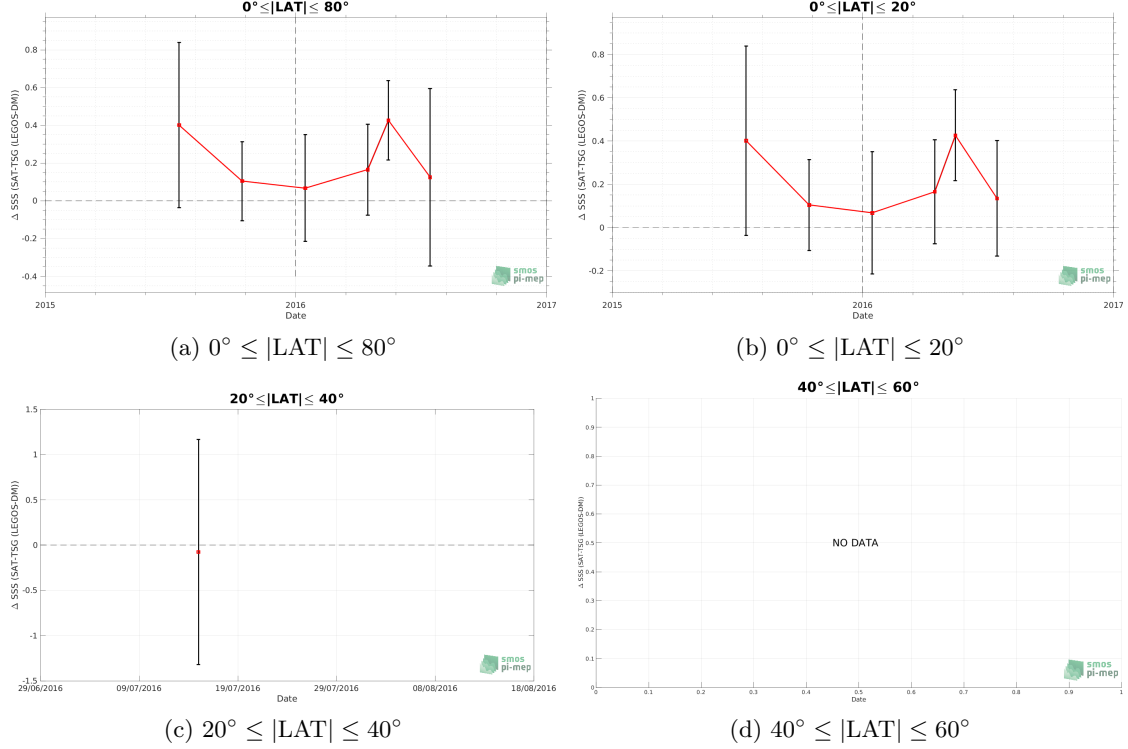 0°≤|LAT|≤ 80°
Δ SSS (SAT-TSG (LEGOS-DM))
0.8
0.6
0.4
0.2
0
-0.2
-0.4
2015
2016
2017
Date
smos
pi-mep
(a) 0° ≤ |LAT| ≤ 80°
0°≤|LAT|≤ 20°
Δ SSS (SAT-TSG (LEGOS-DM))
0.8
0.6
0.4
0.2
0
-0.2
2015
2016
2017
Date
smos
pi-mep
(b) 0° ≤ |LAT| ≤ 20°
20°≤|LAT|≤ 40°
Δ SSS (SAT-TSG (LEGOS-DM))
1.5
1
0.5
0
-0.5
-1
-1.5
29/06/2016
09/07/2016
19/07/2016
29/07/2016
08/08/2016
18/08/2016
Date
smos
pi-mep
(c) 20° ≤ |LAT| ≤ 40°
40°≤|LAT|≤ 60°
Δ SSS (SAT-TSG (LEGOS-DM))
1
0.9
0.8
0.7
0.6
0.5
0.4
0.3
0.2
0.1
0
NO DATA
0
0.1
0.2
0.3
0.4
0.5
0.6
0.7
0.8
0.9
1
Date
smos
pi-mep
(d) 40° ≤ |LAT| ≤ 60°